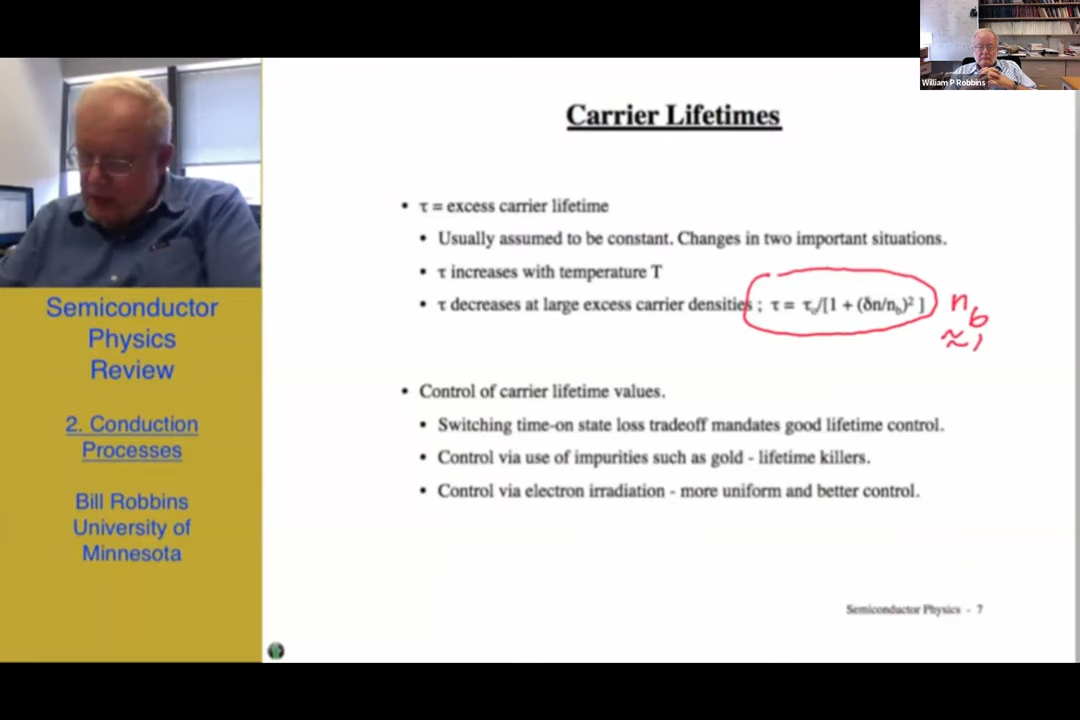 William P Robbins
Carrier Lifetimes
• τ = excess carrier lifetime
• Usually assumed to be constant. Changes in two important situations.
• τ increases with temperature T
• τ decreases at large excess carrier densities ; τ = τₒ/[1 + (δn/n_b)² ]
n_b
≈ 1
• Control of carrier lifetime values.
• Switching time-on state loss tradeoff mandates good lifetime control.
• Control via use of impurities such as gold - lifetime killers.
• Control via electron irradiation - more uniform and better control.
Semiconductor Physics - 7
Semiconductor
Physics
Review
2. Conduction
Processes
Bill Robbins
University of
Minnesota